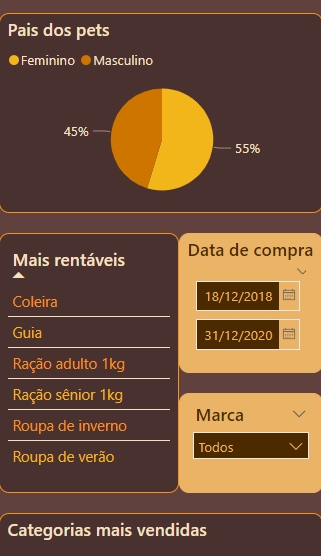 Pais dos pets
Feminino Masculino
45%
55%
Mais rentáveis
Coleira
Guia
Ração adulto 1kg
Ração sênior 1kg
Roupa de inverno
Roupa de verão
Data de compra
18/12/2018
31/12/2020
Marca
Todos
Categorias mais vendidas